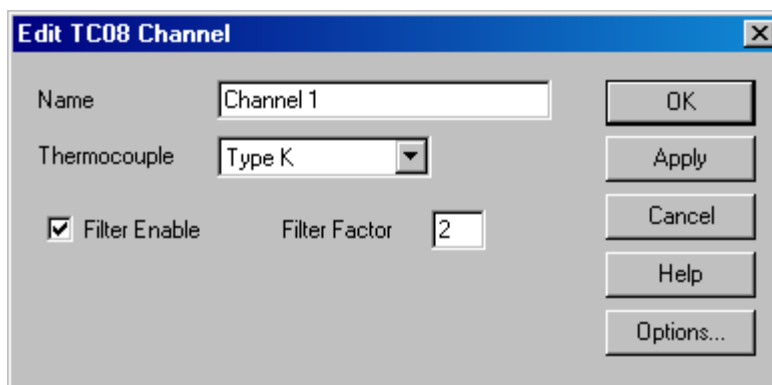 Edit TC08 Channel
Name
Channel 1
OK
Thermocouple
Type K
Apply
Filter Enable
Filter Factor
2
Cancel
Help
Options...